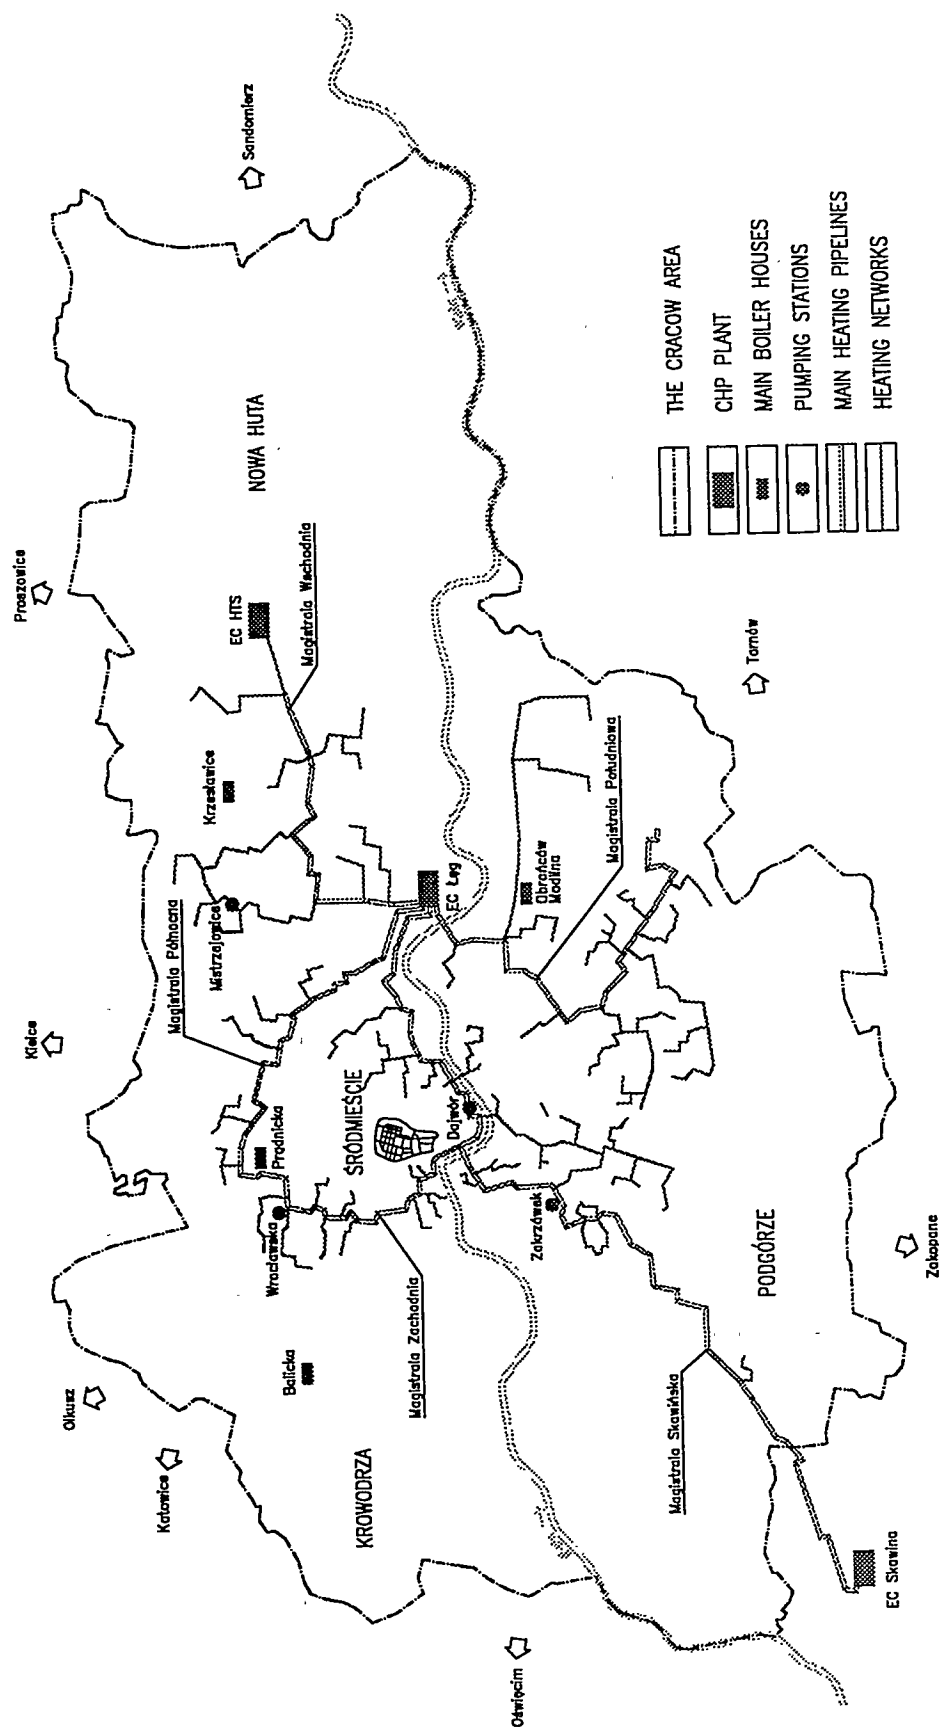 Sandomierz
Proszowice
Kielce
Olkusz
Katowice
Oświęcim
Tarnów
Zakopane
NOWA HUTA
EC HTS
Magistrala Wschodnia
Krzesławice
Mistrzejowice
Magistrala Północna
EC Łęg
Obrońców
Modlina
Magistrala Południowa
Prądnicka
ŚRÓDMIEŚCIE
Dajwór
Wrocławska
Zakrzówek
Balicka
Magistrala Zachodnia
PODGÓRZE
Magistrala Skawińska
KROWODRZA
EC Skawina
THE CRACOW AREA
CHP PLANT
MAIN BOILER HOUSES
PUMPING STATIONS
MAIN HEATING PIPELINES
HEATING NETWORKS